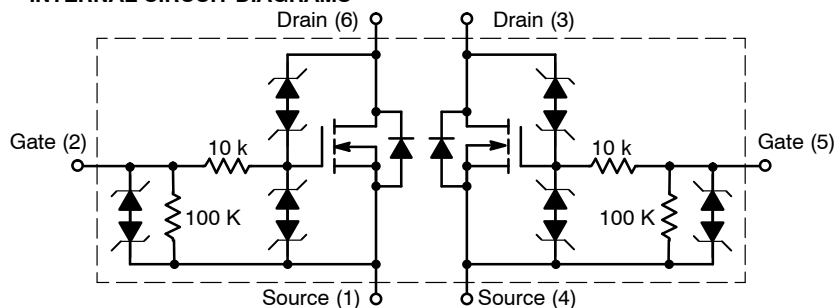 INTERNAL CIRCUIT DIAGRAMS
Drain (6)
Drain (3)
Gate (2)
10 k
10 k
Gate (5)
100 K
100 K
Source (1)
Source (4)